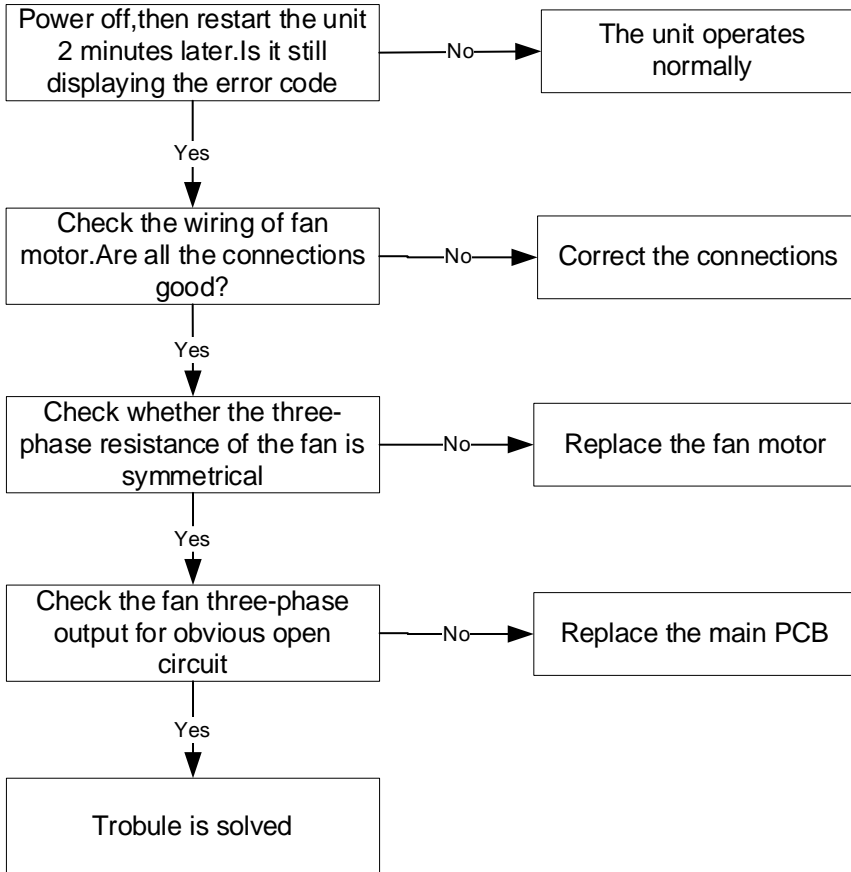 Power off,then restart the unit
2 minutes later.Is it still
displaying the error code
No
The unit operates
normally
Yes
Check the wiring of fan
motor.Are all the connections
good?
No
Correct the connections
Yes
Check whether the three-
phase resistance of the fan is
symmetrical
No
Replace the fan motor
Yes
Check the fan three-phase
output for obvious open
circuit
No
Replace the main PCB
Yes
Trobule is solved